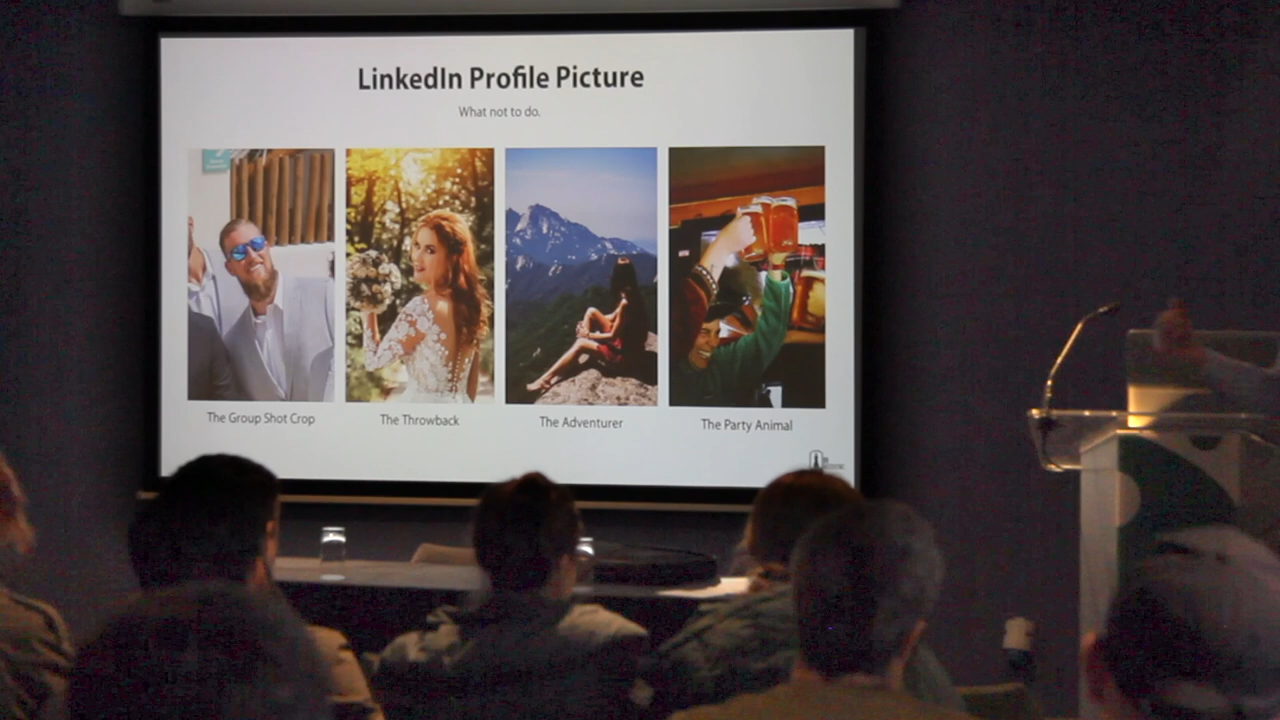 LinkedIn Profile Picture
What not to do.
The Group Shot Crop
The Throwback
The Adventurer
The Party Animal